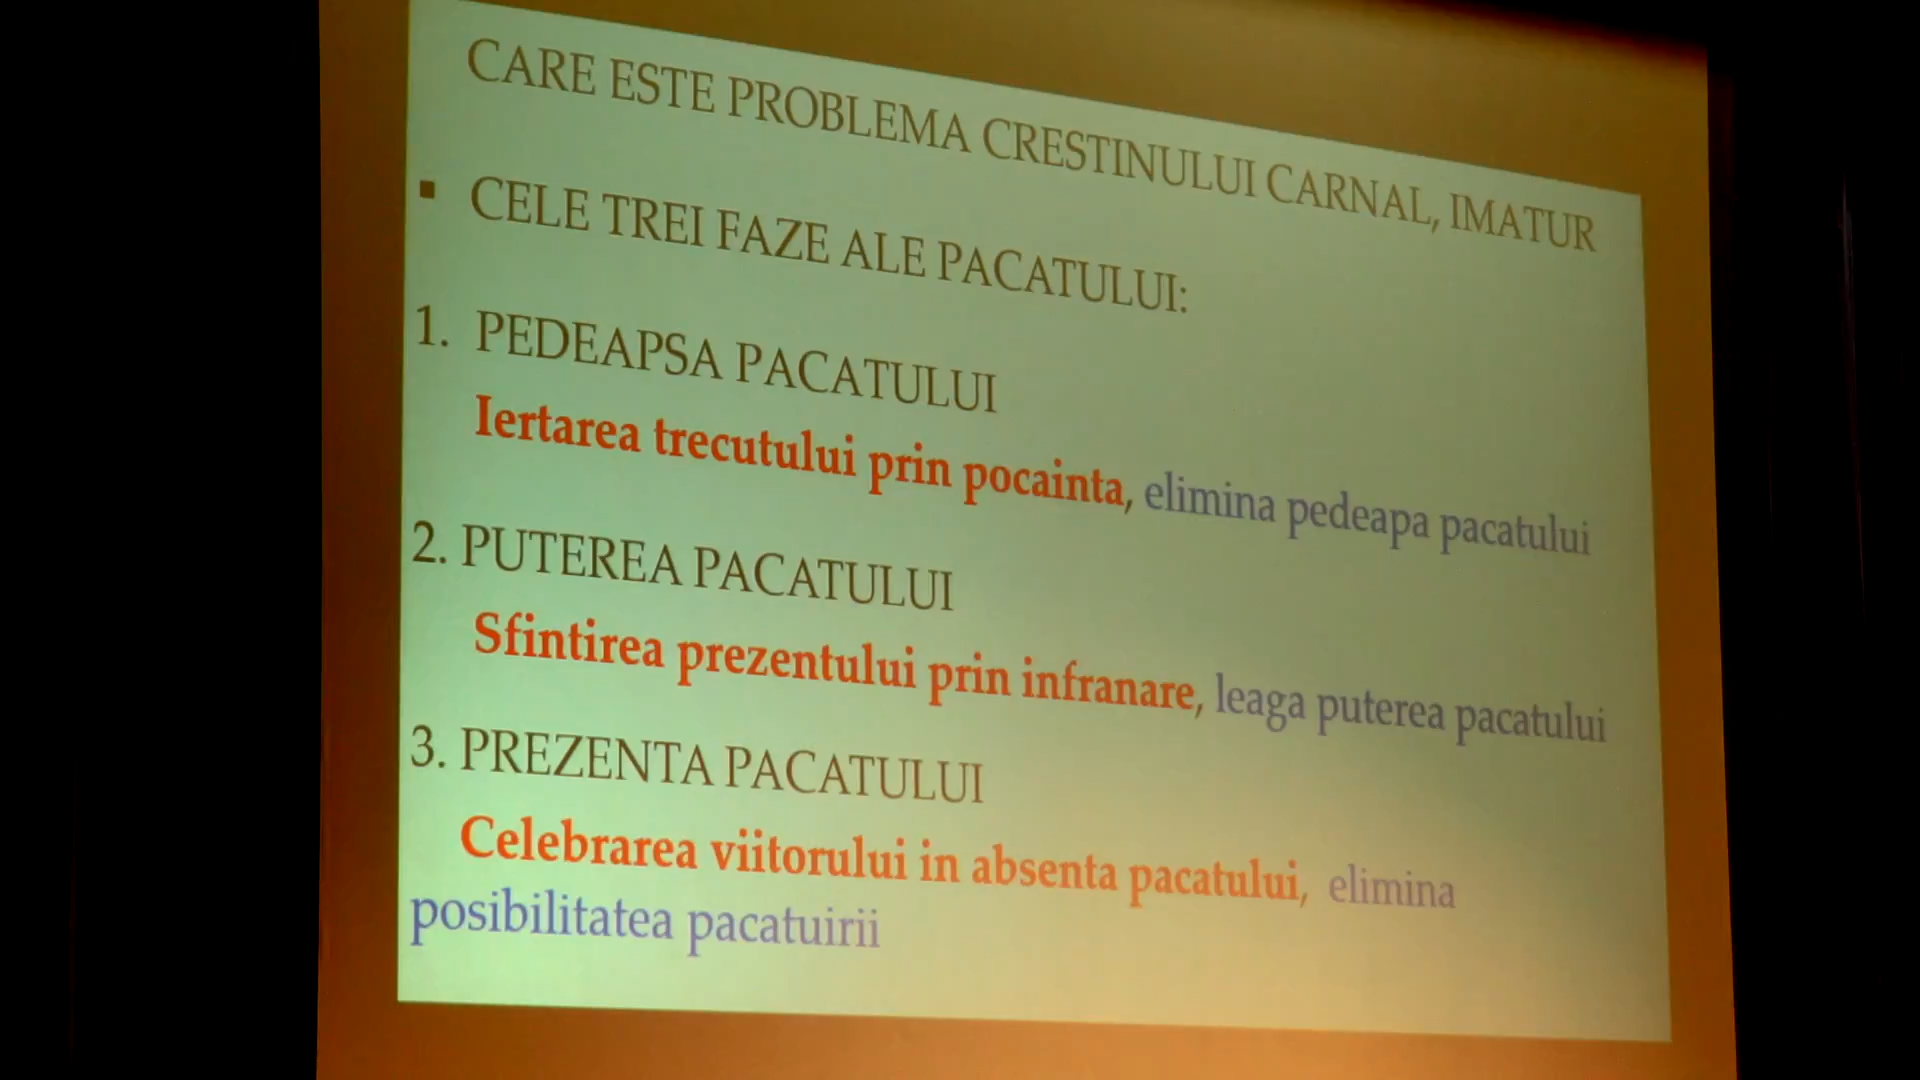 CARE ESTE PROBLEMA CRESTINULUI CARNAL, IMATUR
▪ CELE TREI FAZE ALE PACATULUI:
1. PEDEAPSA PACATULUI
Iertarea trecutului prin pocainta, elimina pedeapa pacatului
2. PUTEREA PACATULUI
Sfintirea prezentului prin infranare, leaga puterea pacatului
3. PREZENTA PACATULUI
Celebrarea viitorului in absenta pacatului, elimina
posibilitatea pacatuirii